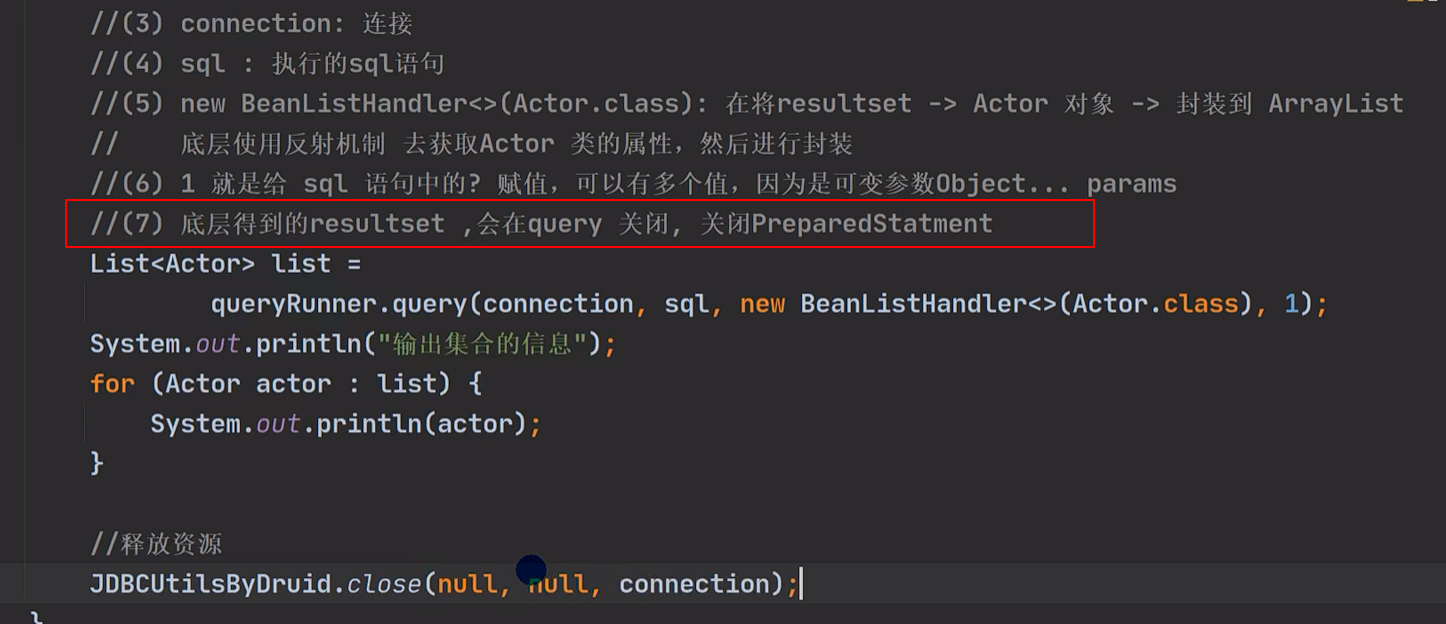 //(3) connection: 连接
//(4) sql : 执行的sql语句
//(5) new BeanListHandler<>(Actor.class): 在将resultset -> Actor 对象 -> 封装到 ArrayList
//    底层使用反射机制 去获取Actor 类的属性，然后进行封装
//(6) 1 就是给 sql 语句中的? 赋值，可以有多个值，因为是可变参数Object... params
//(7) 底层得到的resultset ,会在query 关闭, 关闭PreparedStatment
List<Actor> list =
        queryRunner.query(connection, sql, new BeanListHandler<>(Actor.class), 1);
System.out.println("输出集合的信息");
for (Actor actor : list) {
    System.out.println(actor);
}
//释放资源
JDBCUtilsByDruid.close(null, null, connection);
}